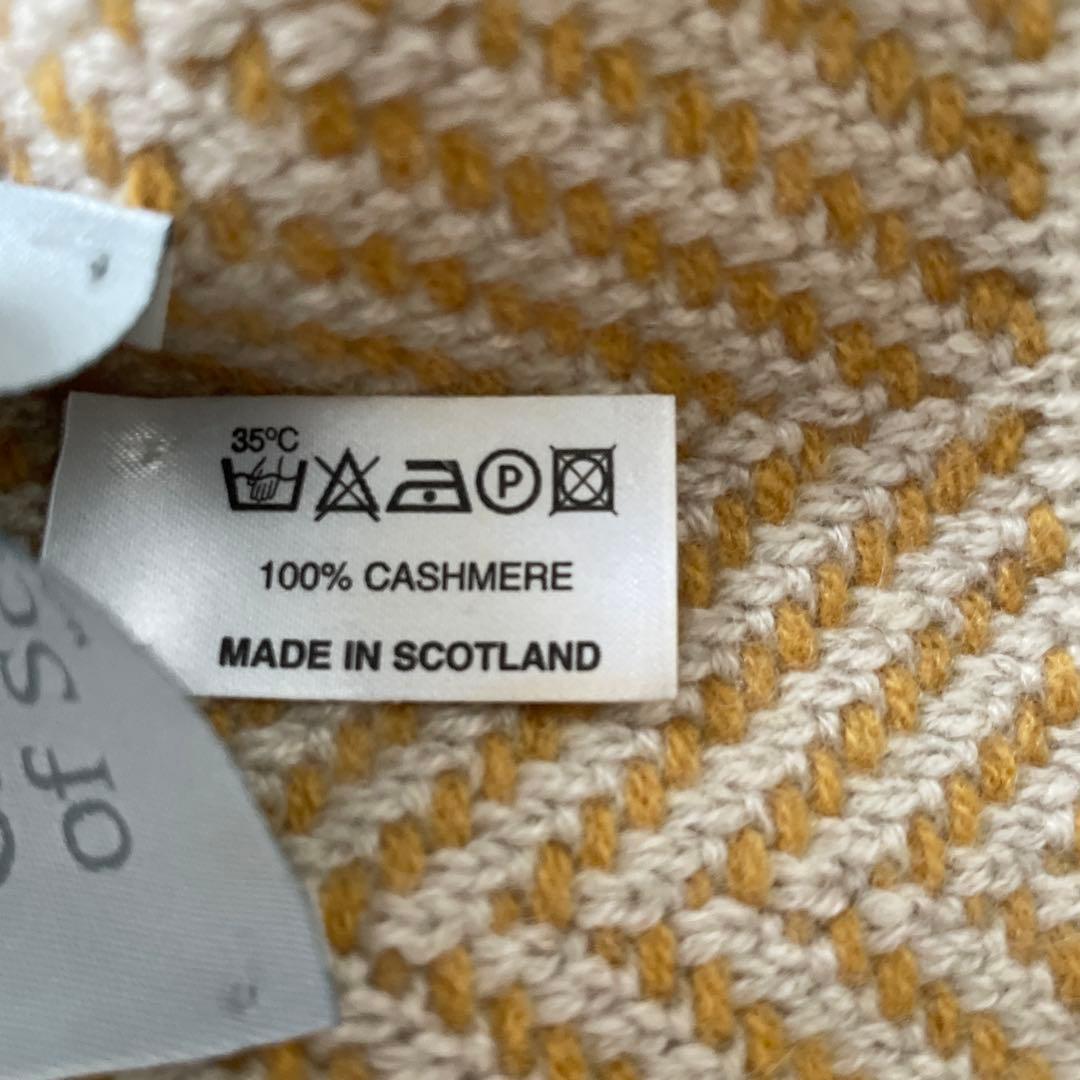 35°C
P
100% CASHMERE
MADE IN SCOTLAND
of